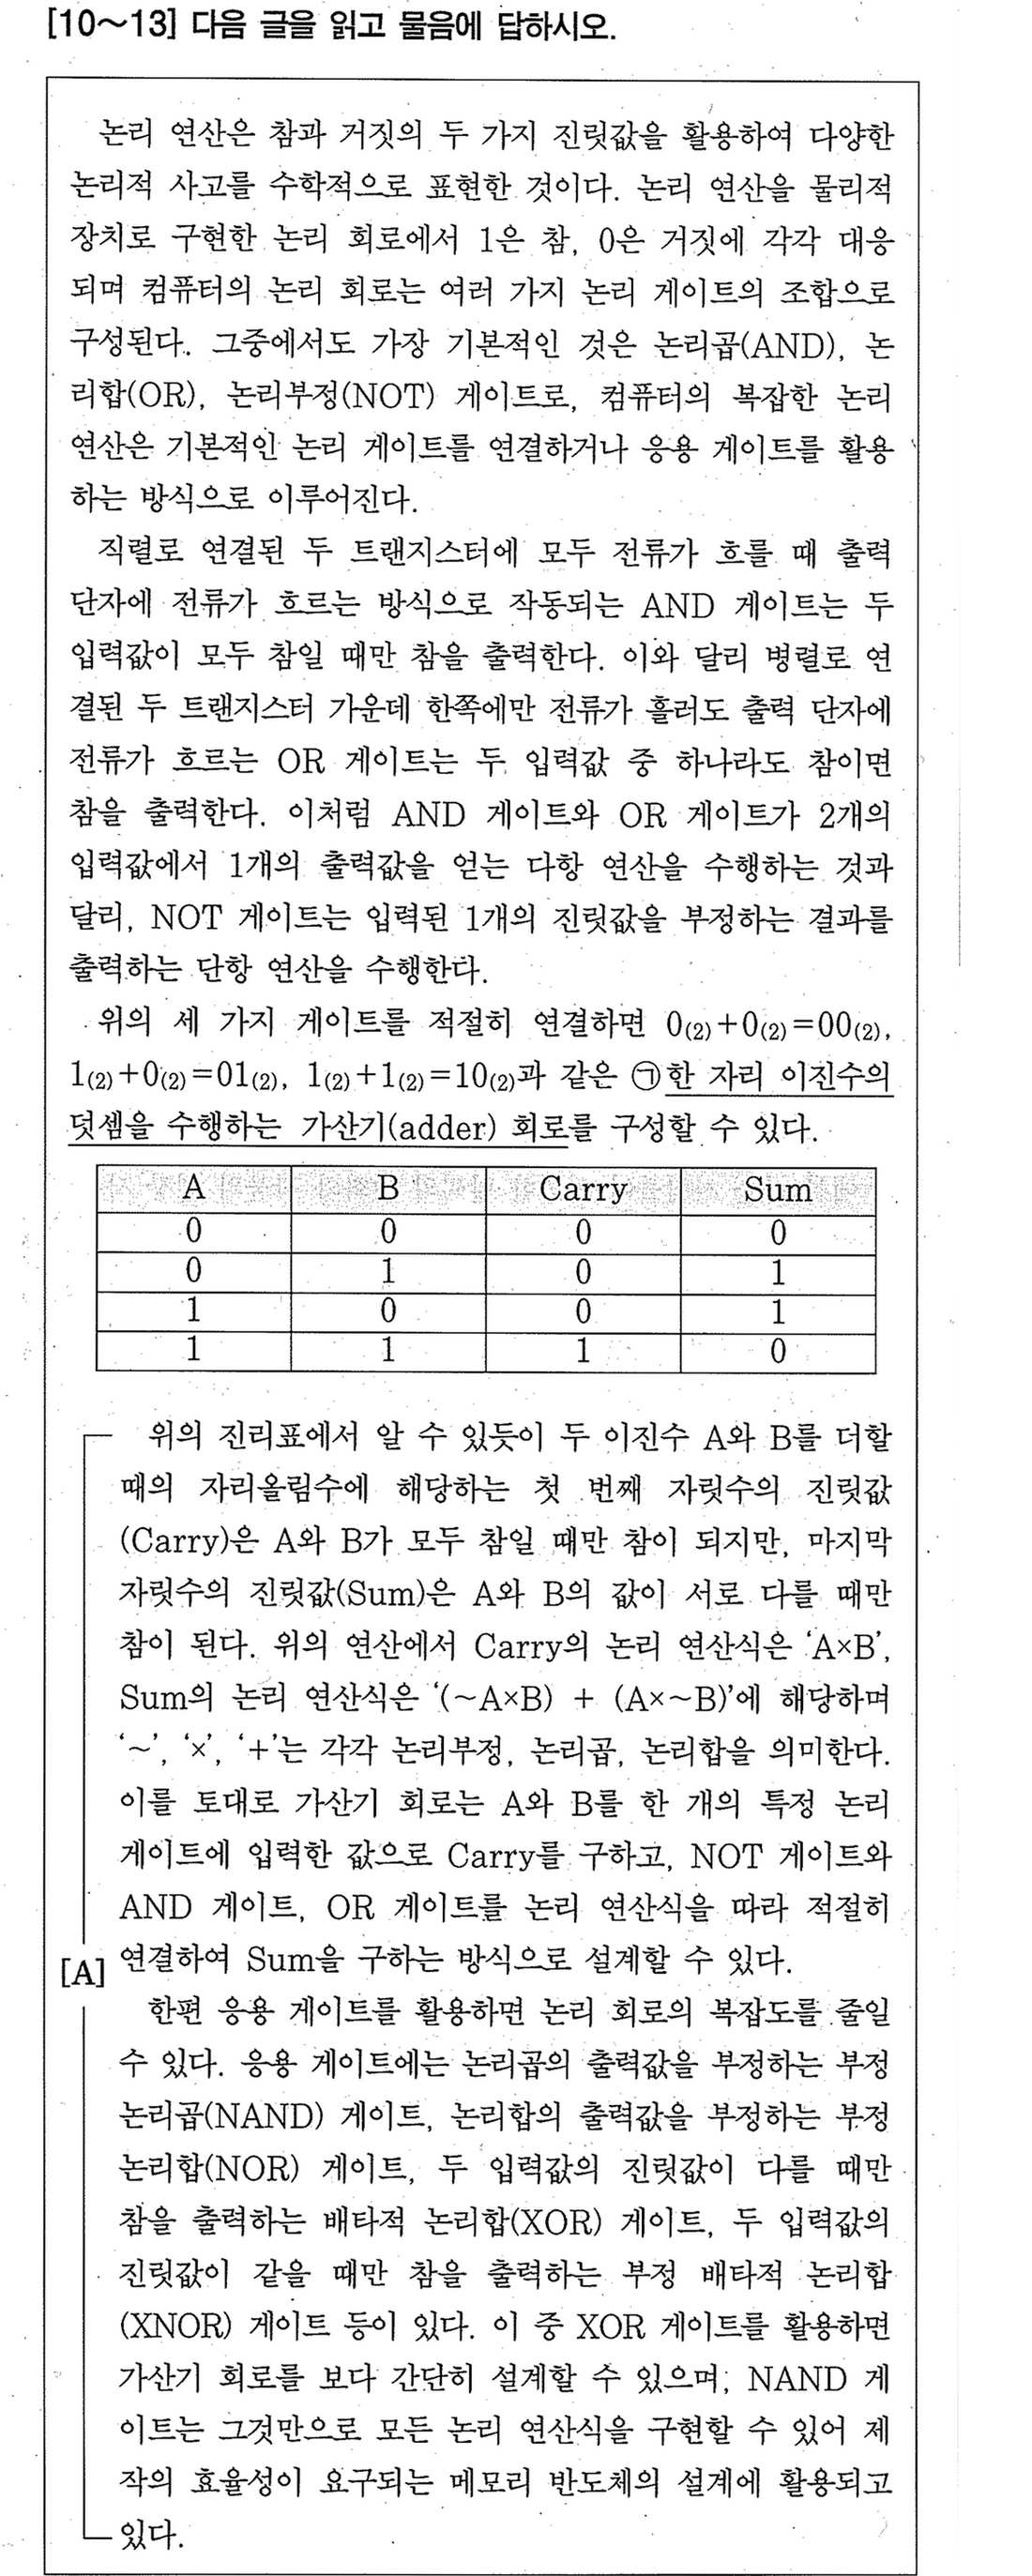 [10～13] 다음 글을 읽고 물음에 답하시오.
논리 연산은 참과 거짓의 두 가지 진릿값을 활용하여 다양한
논리적 사고를 수학적으로 표현한 것이다. 논리 연산을 물리적
장치로 구현한 논리 회로에서 1은 참, 0은 거짓에 각각 대응
되며 컴퓨터의 논리 회로는 여러 가지 논리 게이트의 조합으로
구성된다. 그중에서도 가장 기본적인 것은 논리곱(AND), 논
리합(OR), 논리부정(NOT) 게이트로, 컴퓨터의 복잡한 논리
연산은 기본적인 논리 게이트를 연결하거나 응용 게이트를 활용
하는 방식으로 이루어진다.
직렬로 연결된 두 트랜지스터에 모두 전류가 흐를 때 출력
단자에 전류가 흐르는 방식으로 작동되는 AND 게이트는 두
입력값이 모두 참일 때만 참을 출력한다. 이와 달리 병렬로 연
결된 두 트랜지스터 가운데 한쪽에만 전류가 흘러도 출력 단자에
전류가 흐르는 OR 게이트는 두 입력값 중 하나라도 참이면
참을 출력한다. 이처럼 AND 게이트와 OR 게이트가 2개의
입력값에서 1개의 출력값을 얻는 다항 연산을 수행하는 것과
달리, NOT 게이트는 입력된 1개의 진릿값을 부정하는 결과를
출력하는 단항 연산을 수행한다.
위의 세 가지 게이트를 적절히 연결하면 0(2)+0(2)=00(2),
1(2)+0(2)=01(2), 1(2)+1(2)=10(2)과 같은 ㉠한 자리 이진수의
덧셈을 수행하는 가산기(adder) 회로를 구성할 수 있다.
A B Carry Sum
0 0 0 0
0 1 0 1
1 0 0 1
1 1 1 0
위의 진리표에서 알 수 있듯이 두 이진수 A와 B를 더할
때의 자리올림수에 해당하는 첫 번째 자릿수의 진릿값
(Carry)은 A와 B가 모두 참일 때만 참이 되지만, 마지막
자릿수의 진릿값(Sum)은 A와 B의 값이 서로 다를 때만
참이 된다. 위의 연산에서 Carry의 논리 연산식은 ‘A×B’,
Sum의 논리 연산식은 ‘(～A×B) + (A×～B)’에 해당하며
‘～’, ‘×’, ‘+’는 각각 논리부정, 논리곱, 논리합을 의미한다.
이를 토대로 가산기 회로는 A와 B를 한 개의 특정 논리
게이트에 입력한 값으로 Carry를 구하고, NOT 게이트와
AND 게이트, OR 게이트를 논리 연산식을 따라 적절히
[A] 연결하여 Sum을 구하는 방식으로 설계할 수 있다.
한편 응용 게이트를 활용하면 논리 회로의 복잡도를 줄일
수 있다. 응용 게이트에는 논리곱의 출력값을 부정하는 부정
논리곱(NAND) 게이트, 논리합의 출력값을 부정하는 부정
논리합(NOR) 게이트, 두 입력값의 진릿값이 다를 때만
참을 출력하는 배타적 논리합(XOR) 게이트, 두 입력값의
진릿값이 같을 때만 참을 출력하는 부정 배타적 논리합
(XNOR) 게이트 등이 있다. 이 중 XOR 게이트를 활용하면
가산기 회로를 보다 간단히 설계할 수 있으며, NAND 게
이트는 그것만으로 모든 논리 연산식을 구현할 수 있어 제
작의 효율성이 요구되는 메모리 반도체의 설계에 활용되고
있다.